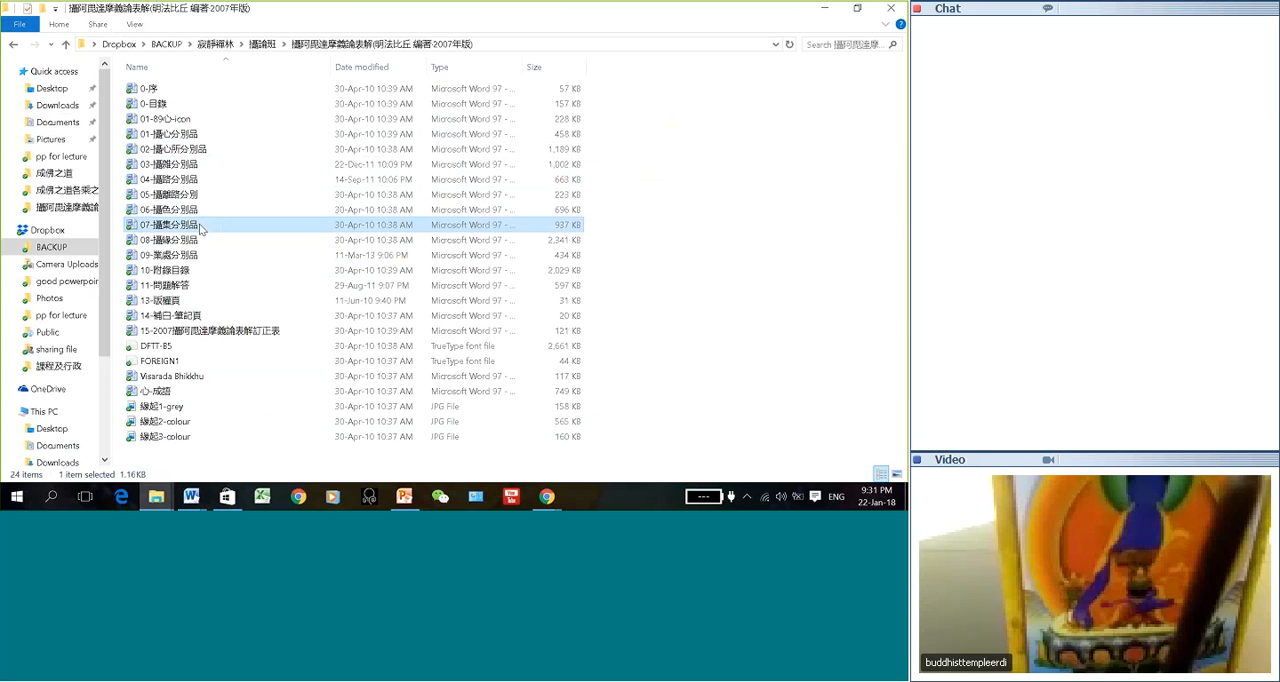 攝阿毘達摩義論表解(明法比丘 編著2007年版)
File Home Share View
Dropbox > BACKUP > 寂靜禪林 > 攝論班 > 攝阿毘達摩義論表解(明法比丘 編著-2007年版)
Search 攝阿毘達摩...
Name Date modified Type Size
Quick access
Desktop
Downloads
Documents
Pictures
pp for lecture
成佛之道
成佛之道各乘之
攝阿毘達摩義論
Dropbox
BACKUP
Camera Uploads
good powerpoin
Photos
pp for lecture
Public
sharing file
課程及行政
OneDrive
This PC
Desktop
Documents
Downloads
0-序 30-Apr-10 10:39 AM Microsoft Word 97 - ... 57 KB
0-目錄 30-Apr-10 10:39 AM Microsoft Word 97 - ... 157 KB
01-89心-icon 30-Apr-10 10:39 AM Microsoft Word 97 - ... 228 KB
01-攝心分別品 30-Apr-10 10:39 AM Microsoft Word 97 - ... 458 KB
02-攝心所分別品 30-Apr-10 10:38 AM Microsoft Word 97 - ... 1,189 KB
03-攝雜分別品 22-Dec-11 10:09 PM Microsoft Word 97 - ... 1,002 KB
04-攝路分別品 14-Sep-11 10:06 PM Microsoft Word 97 - ... 663 KB
05-攝離路分別 30-Apr-10 10:38 AM Microsoft Word 97 - ... 223 KB
06-攝色分別品 30-Apr-10 10:38 AM Microsoft Word 97 - ... 696 KB
07-攝集分別品 30-Apr-10 10:38 AM Microsoft Word 97 - ... 937 KB
08-攝緣分別品 30-Apr-10 10:38 AM Microsoft Word 97 - ... 2,341 KB
09-業處分別品 11-Mar-13 9:06 PM Microsoft Word 97 - ... 434 KB
10-附錄目錄 30-Apr-10 10:39 AM Microsoft Word 97 - ... 2,029 KB
11-問題解答 29-Aug-11 9:07 PM Microsoft Word 97 - ... 597 KB
13-版權頁 11-Jun-10 9:40 PM Microsoft Word 97 - ... 31 KB
14-補白-筆記頁 30-Apr-10 10:37 AM Microsoft Word 97 - ... 20 KB
15-2007攝阿毘達摩義論表解訂正表 30-Apr-10 10:39 AM Microsoft Word 97 - ... 121 KB
DFTT-B5 30-Apr-10 10:38 AM TrueType font file 2,661 KB
FOREIGN1 30-Apr-10 10:37 AM TrueType font file 44 KB
Visarada Bhikkhu 30-Apr-10 10:37 AM Microsoft Word 97 - ... 117 KB
心-成語 30-Apr-10 10:37 AM Microsoft Word 97 - ... 749 KB
緣起1-grey 30-Apr-10 10:37 AM JPG File 158 KB
緣起2-colour 30-Apr-10 10:37 AM JPG File 565 KB
緣起3-colour 30-Apr-10 10:37 AM JPG File 160 KB
24 items 1 item selected 1.16KB
ENG
9:31 PM
22-Jan-18
Chat
Video
buddhisttempleerdi